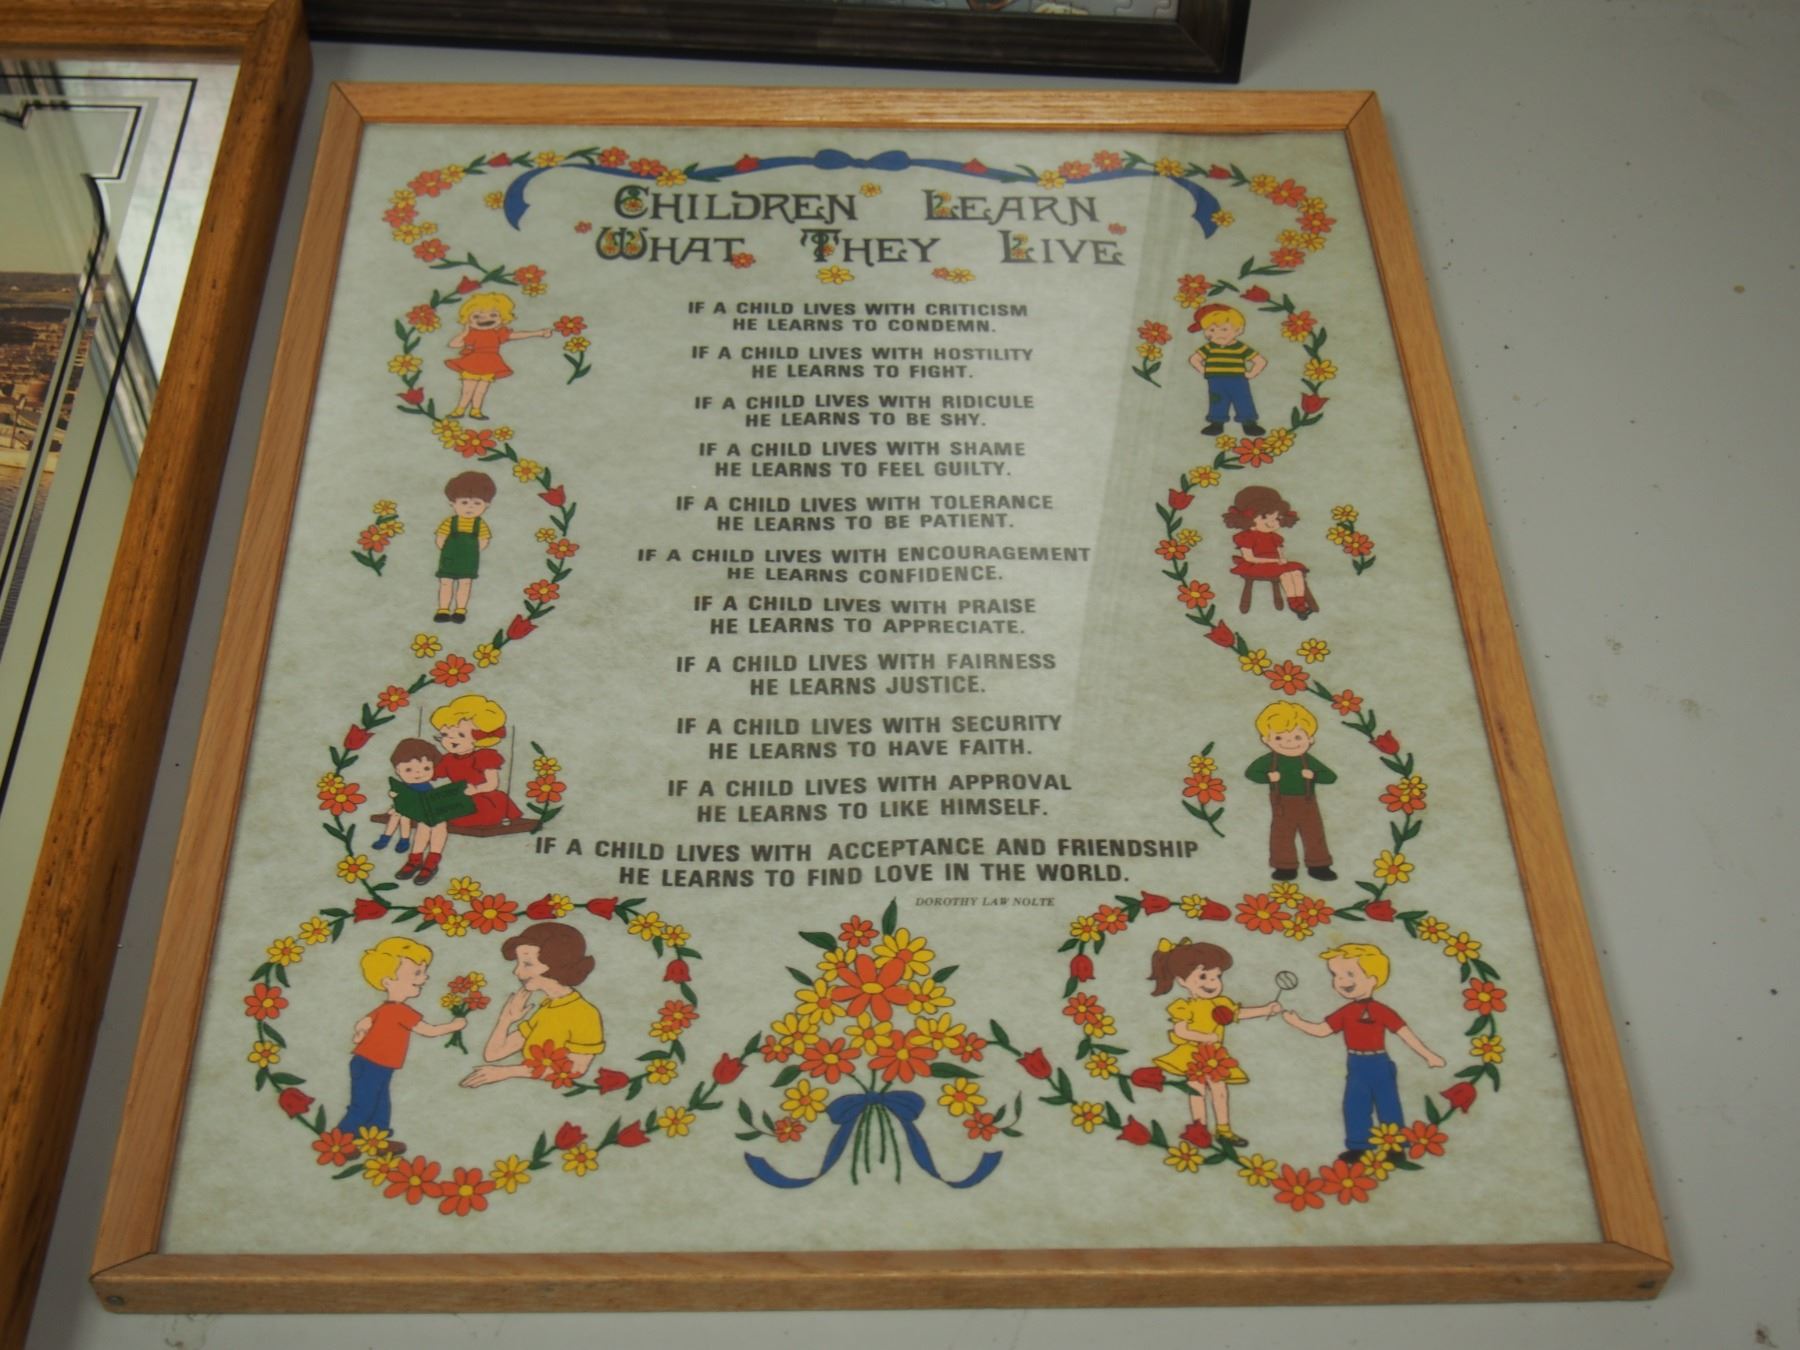 CHILDREN LEARN
WHAT THEY LIVE
IF A CHILD LIVES WITH CRITICISM
HE LEARNS TO CONDEMN.
IF A CHILD LIVES WITH HOSTILITY
HE LEARNS TO FIGHT.
IF A CHILD LIVES WITH RIDICULE
HE LEARNS TO BE SHY.
IF A CHILD LIVES WITH SHAME
HE LEARNS TO FEEL GUILTY.
IF A CHILD LIVES WITH TOLERANCE
HE LEARNS TO BE PATIENT.
IF A CHILD LIVES WITH ENCOURAGEMENT
HE LEARNS CONFIDENCE.
IF A CHILD LIVES WITH PRAISE
HE LEARNS TO APPRECIATE.
IF A CHILD LIVES WITH FAIRNESS
HE LEARNS JUSTICE.
IF A CHILD LIVES WITH SECURITY
HE LEARNS TO HAVE FAITH.
IF A CHILD LIVES WITH APPROVAL
HE LEARNS TO LIKE HIMSELF.
IF A CHILD LIVES WITH ACCEPTANCE AND FRIENDSHIP
HE LEARNS TO FIND LOVE IN THE WORLD.
DOROTHY LAW NOLTE